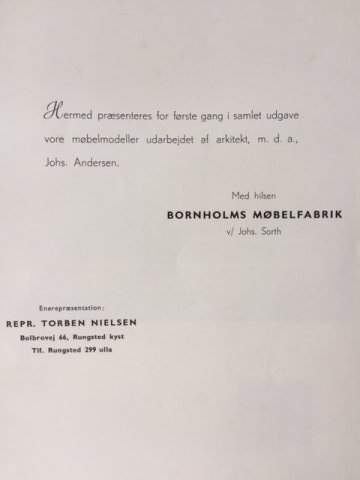 Hermed præsenteres for første gang i samlet udgave
vore møbelmodeller udarbejdet af arkitekt, m. d. a.,
Johs. Andersen.
Med hilsen
BORNHOLMS MØBELFABRIK
v/ Johs. Sorth
Enerepræsentation:
REPR. TORBEN NIELSEN
Bolbrovej 66, Rungsted kyst
Tlf. Rungsted 299 ulla